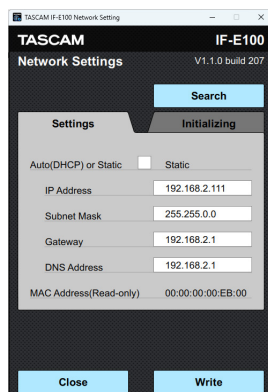 TASCAM IF-E100 Network Setting
TASCAM IF-E100
Network Settings V1.1.0 build 207
Search
Settings Initializing
Auto(DHCP) or Static Static
IP Address 192.168.2.111
Subnet Mask 255.255.0.0
Gateway 192.168.2.1
DNS Address 192.168.2.1
MAC Address(Read-only) 00:00:00:00:EB:00
Close Write